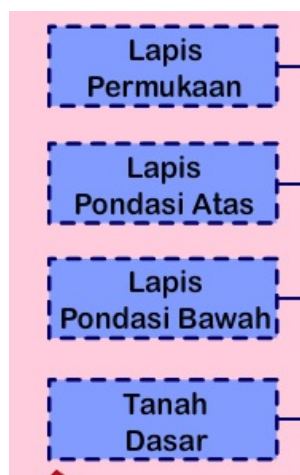 Lapis
Permukaan
Lapis
Pondasi Atas
Lapis
Pondasi Bawah
Tanah
Dasar